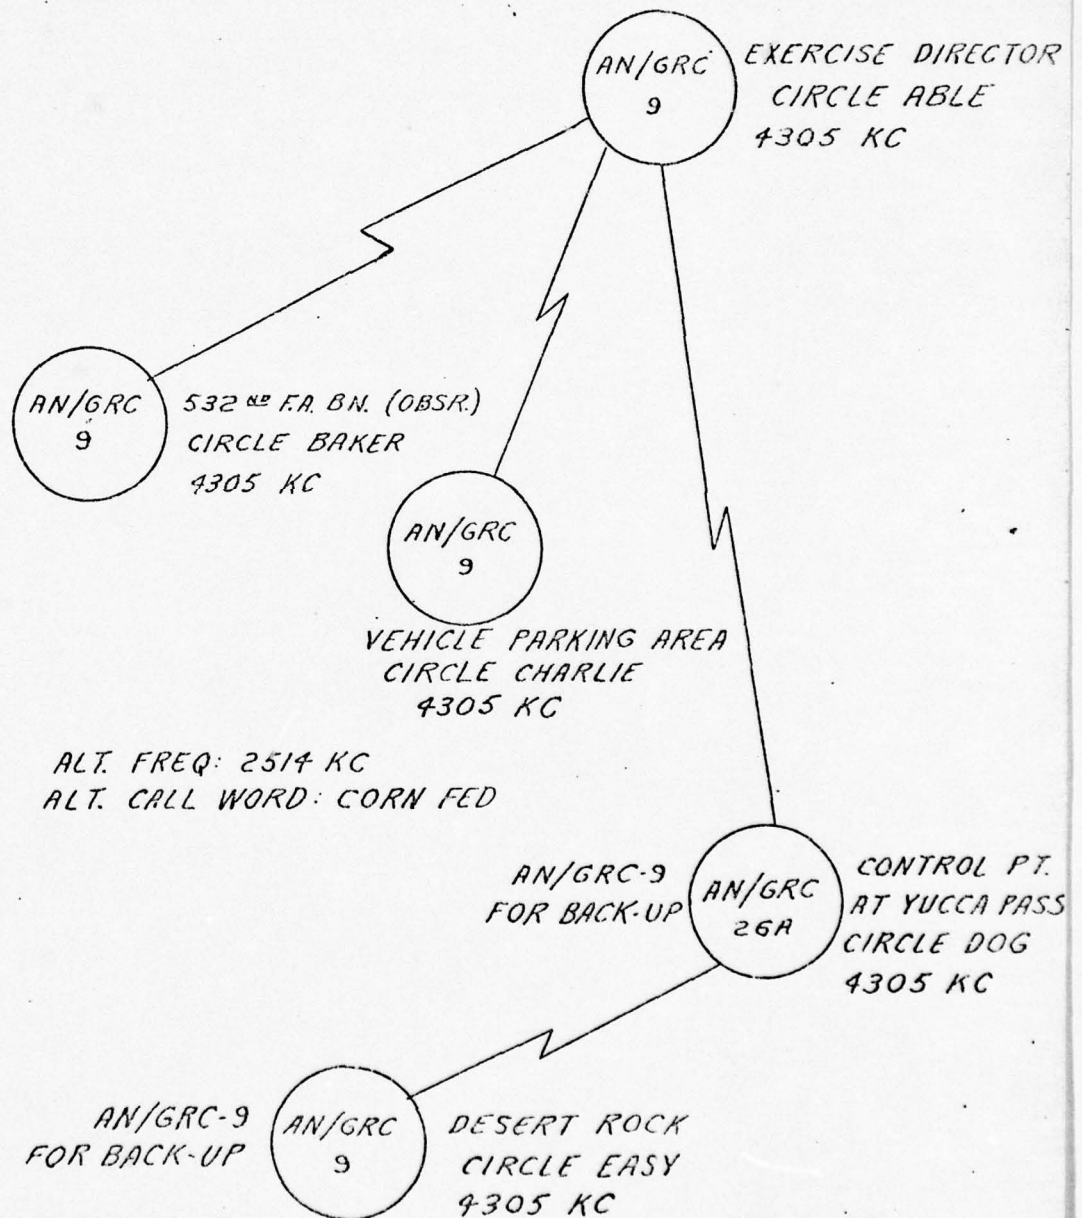 AN/GRC
9
EXERCISE DIRECTOR
CIRCLE ABLE
4305 KC
AN/GRC
9
532ND F.A. BN. (OBSR.)
CIRCLE BAKER
4305 KC
AN/GRC
9
VEHICLE PARKING AREA
CIRCLE CHARLIE
4305 KC
ALT. FREQ: 2514 KC
ALT. CALL WORD: CORN FED
AN/GRC-9
FOR BACK-UP
AN/GRC
26A
CONTROL PT.
AT YUCCA PASS
CIRCLE DOG
4305 KC
AN/GRC-9
FOR BACK-UP
AN/GRC
9
DESERT ROCK
CIRCLE EASY
4305 KC